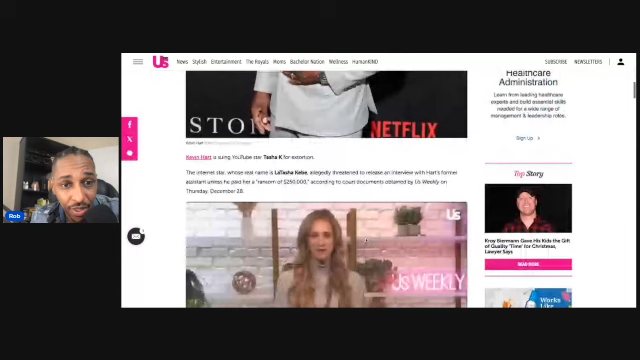 Us
News Stylish Entertainment The Royals Moms Bachelor Nation Wellness HumanKIND
SUBSCRIBE NEWSLETTERS
STO
NETFLIX
Kevin Hart is suing YouTube star Tasha K for extortion.
The internet star, whose real name is LaTasha Kebe, allegedly threatened to release an interview with Hart's former
assistant unless he paid her a "ransom of $250,000," according to court documents obtained by Us Weekly on
Thursday, December 28.
Us
US WEEKLY
Healthcare
Administration
Learn from leading healthcare
experts and build essential skills
needed for a wide range of
management & leadership roles.
Sign Up
Top Story
Kroy Biermann Gave His Kids the Gift
of Quality 'Time' for Christmas,
Lawyer Says
READ MORE
Works
Like
Rob